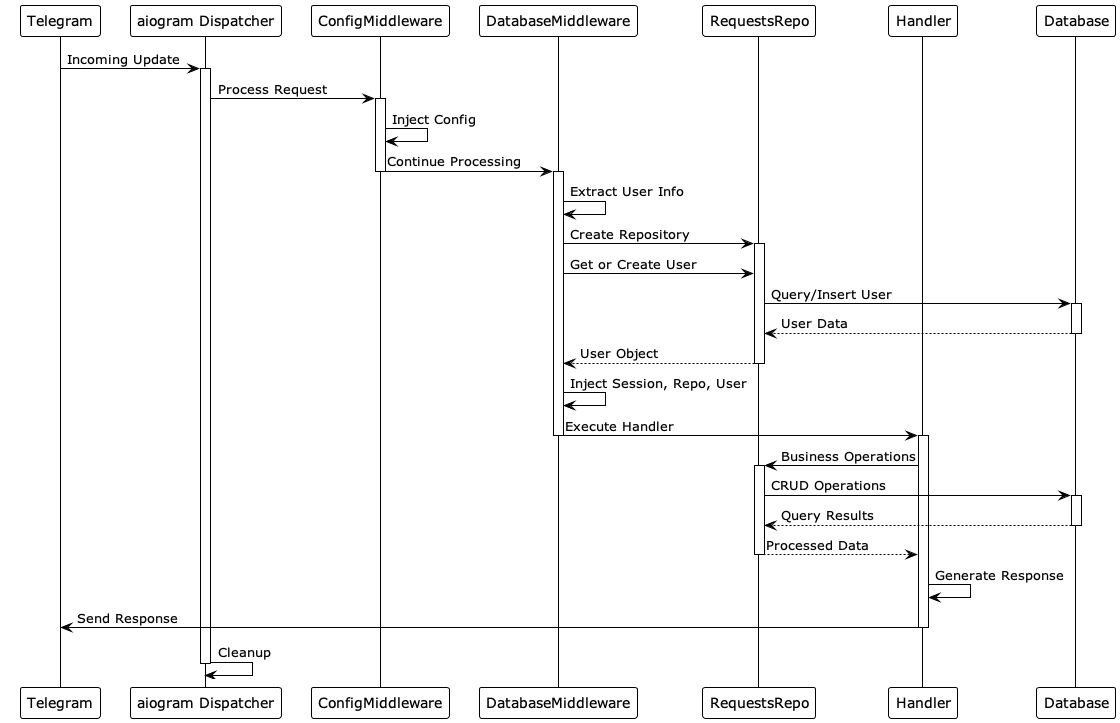 Telegram
aiogram Dispatcher
ConfigMiddleware
DatabaseMiddleware
RequestsRepo
Handler
Database
Incoming Update
Process Request
Inject Config
Continue Processing
Extract User Info
Create Repository
Get or Create User
Query/Insert User
User Data
User Object
Inject Session, Repo, User
Execute Handler
Business Operations
CRUD Operations
Query Results
Processed Data
Generate Response
Send Response
Cleanup
Telegram
aiogram Dispatcher
ConfigMiddleware
DatabaseMiddleware
RequestsRepo
Handler
Database